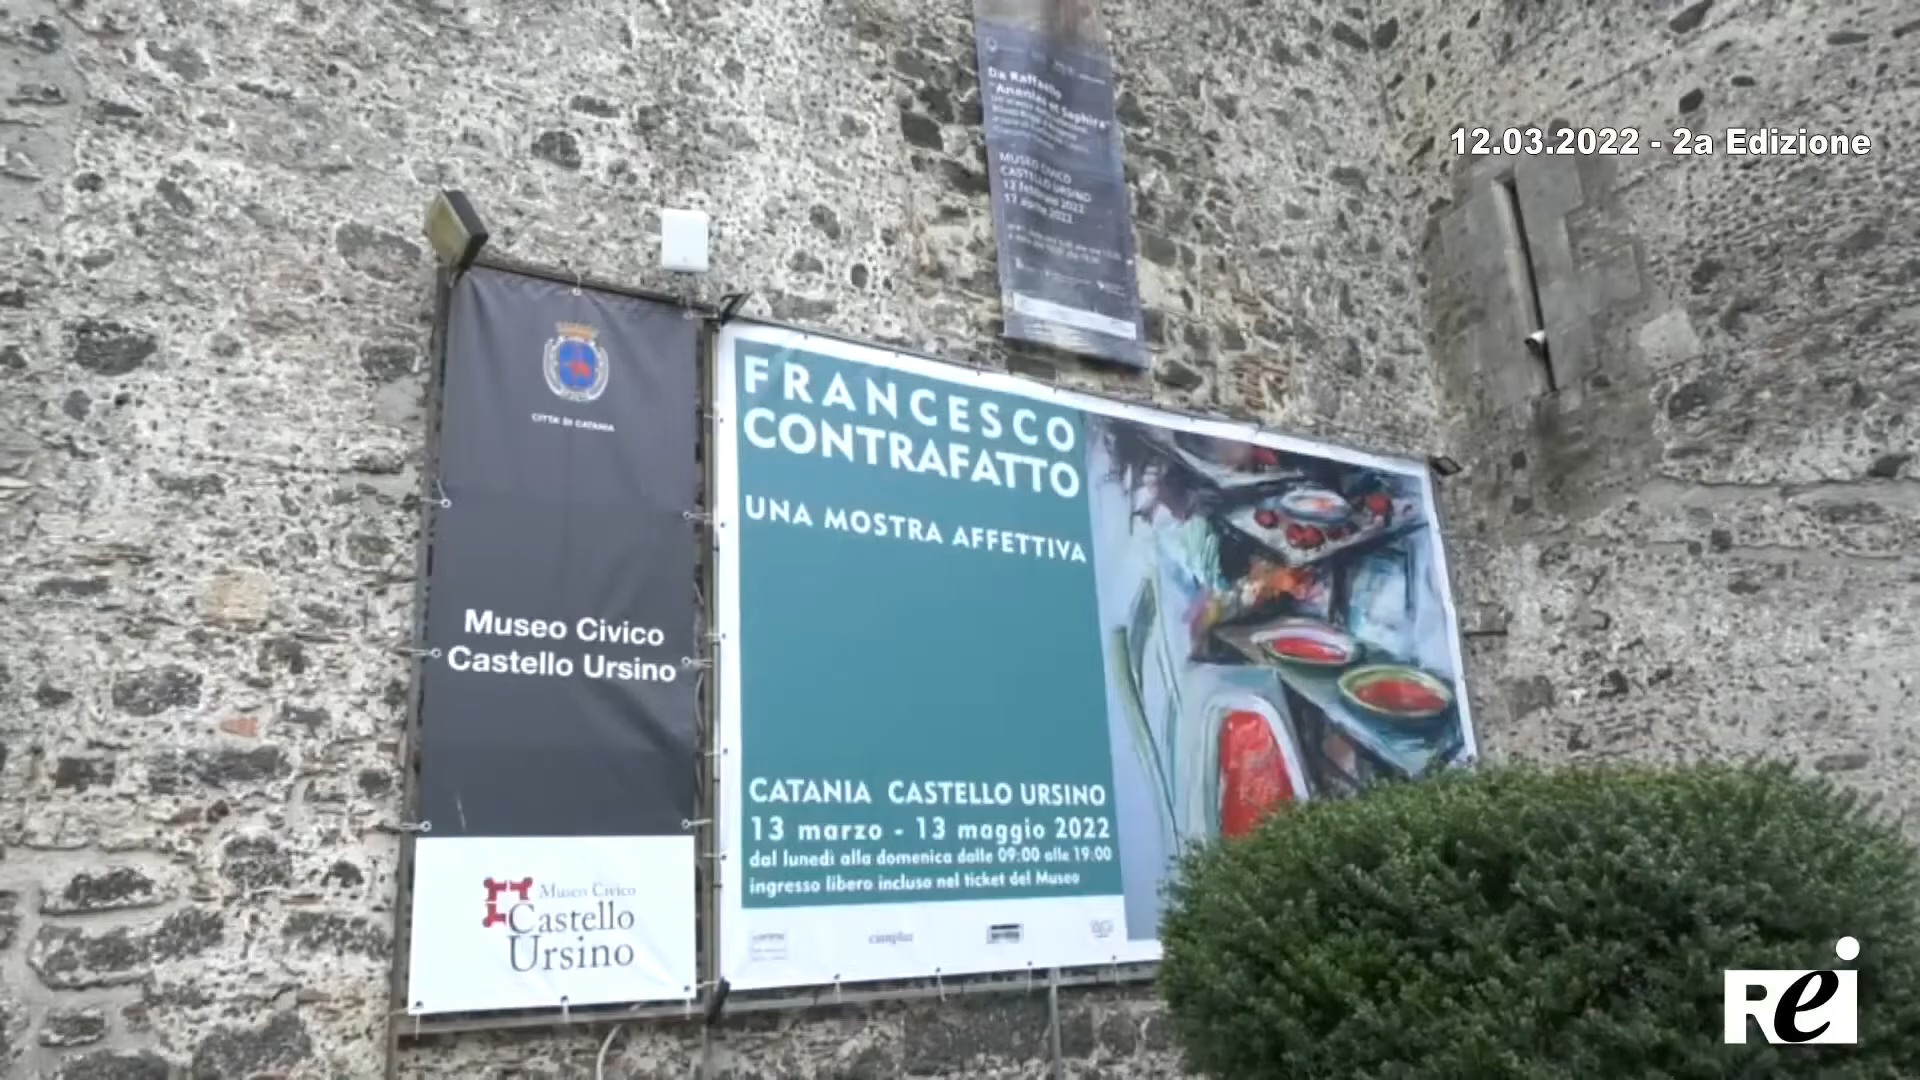 12.03.2022 - 2a Edizione
Da Raffaello
"Ananias et Saphira"
MUSEO CIVICO
CASTELLO URSINO
12 febbraio 2022
17 aprile 2022
CITTÀ DI CATANIA
Museo Civico
Castello Ursino
Museo Civico
Castello
Ursino
FRANCESCO
CONTRAFATTO
UNA MOSTRA AFFETTIVA
CATANIA CASTELLO URSINO
13 marzo - 13 maggio 2022
dal lunedì alla domenica dalle 09:00 alle 19:00
ingresso libero incluso nel ticket del Museo
Rei